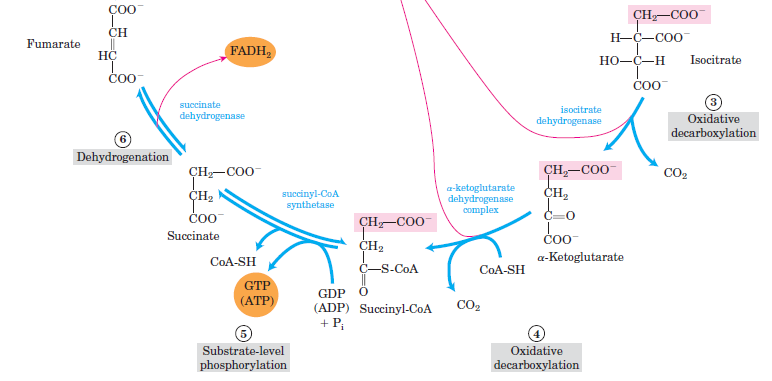 COO⁻
CH
HC
COO⁻
Fumarate
FADH₂
succinate
dehydrogenase
⑥
Dehydrogenation
CH₂—COO⁻
CH₂
COO⁻
Succinate
succinyl-CoA
synthetase
CoA-SH
GTP
(ATP)
GDP
(ADP)
+ Pᵢ
⑤
Substrate-level
phosphorylation
CH₂—COO⁻
CH₂
C—S-CoA
O
Succinyl-CoA
α-ketoglutarate
dehydrogenase
complex
CoA-SH
CO₂
④
Oxidative
decarboxylation
CH₂—COO⁻
CH₂
C=O
COO⁻
α-Ketoglutarate
isocitrate
dehydrogenase
CO₂
③
Oxidative
decarboxylation
CH₂—COO⁻
H—C—COO⁻
HO—C—H
COO⁻
Isocitrate